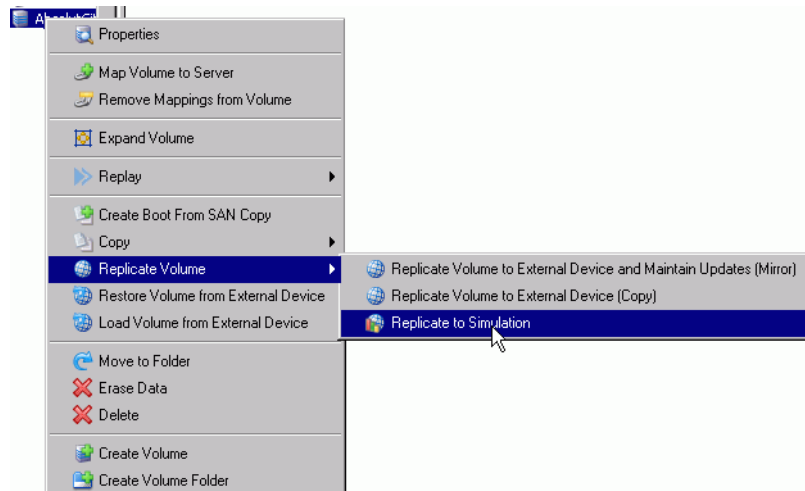 Properties
Map Volume to Server
Remove Mappings from Volume
Expand Volume
Replay
Create Boot From SAN Copy
Copy
Replicate Volume
Replicate Volume to External Device and Maintain Updates (Mirror)
Restore Volume from External Device
Replicate Volume to External Device (Copy)
Load Volume from External Device
Replicate to Simulation
Move to Folder
Erase Data
Delete
Create Volume
Create Volume Folder